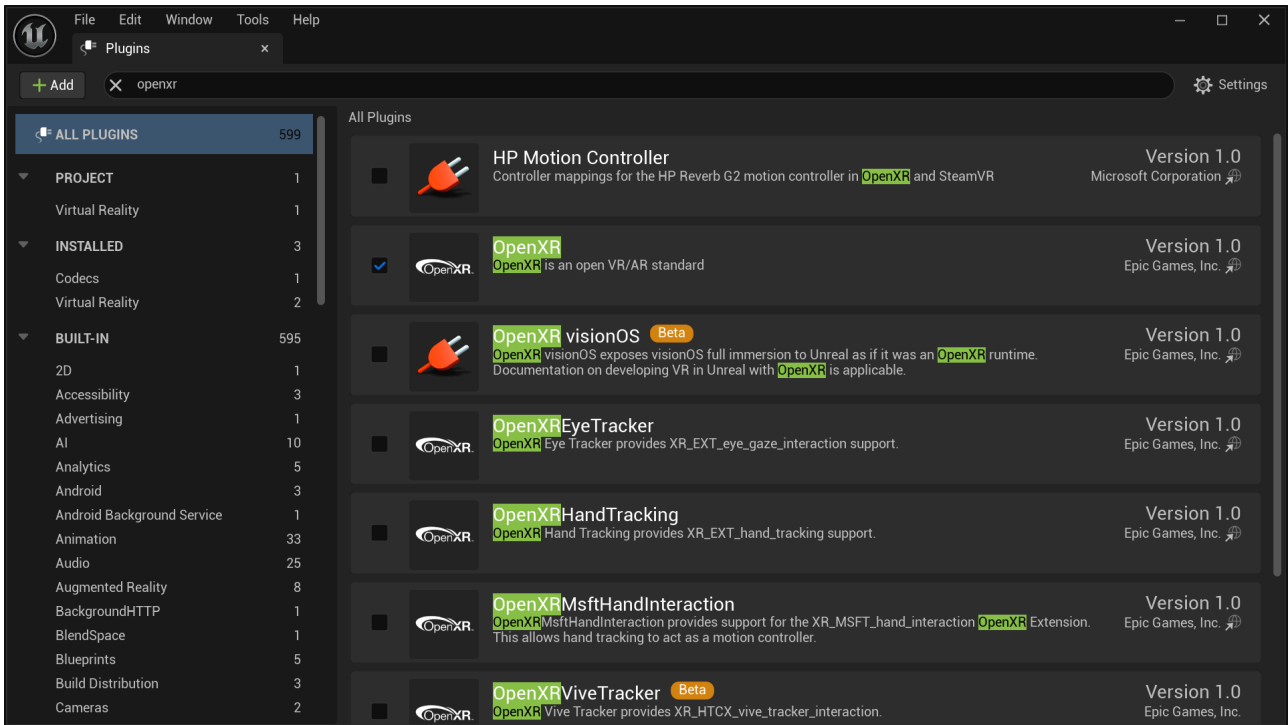 File Edit Window Tools Help
Plugins
Add openxr Settings
ALL PLUGINS 599
PROJECT 1
Virtual Reality 1
INSTALLED 3
Codecs 1
Virtual Reality 2
BUILT-IN 595
2D 1
Accessibility 3
Advertising 1
AI 10
Analytics 5
Android 3
Android Background Service 1
Animation 33
Audio 25
Augmented Reality 8
BackgroundHTTP 1
BlendSpace 1
Blueprints 5
Build Distribution 3
Cameras 2
All Plugins
HP Motion Controller Version 1.0
Controller mappings for the HP Reverb G2 motion controller in OpenXR and SteamVR Microsoft Corporation
OpenXR Version 1.0
OpenXR.
OpenXR is an open VR/AR standard Epic Games, Inc.
OpenXR visionOS Beta Version 1.0
OpenXR visionOS exposes visionOS full immersion to Unreal as if it was an OpenXR runtime. Epic Games, Inc.
Documentation on developing VR in Unreal with OpenXR is applicable.
OpenXREyeTracker Version 1.0
OpenXR.
OpenXR Eye Tracker provides XR_EXT_eye_gaze_interaction support. Epic Games, Inc.
OpenXRHandTracking Version 1.0
OpenXR.
OpenXR Hand Tracking provides XR_EXT_hand_tracking support. Epic Games, Inc.
OpenXRMsftHandInteraction Version 1.0
OpenXR.
OpenXRMsftHandInteraction provides support for the XR_MSFT_hand_interaction OpenXR Extension. Epic Games, Inc.
This allows hand tracking to act as a motion controller.
OpenXRViveTracker Beta Version 1.0
OpenXR.
OpenXR Vive Tracker provides XR_HTCX_vive_tracker_interaction. Epic Games, Inc.